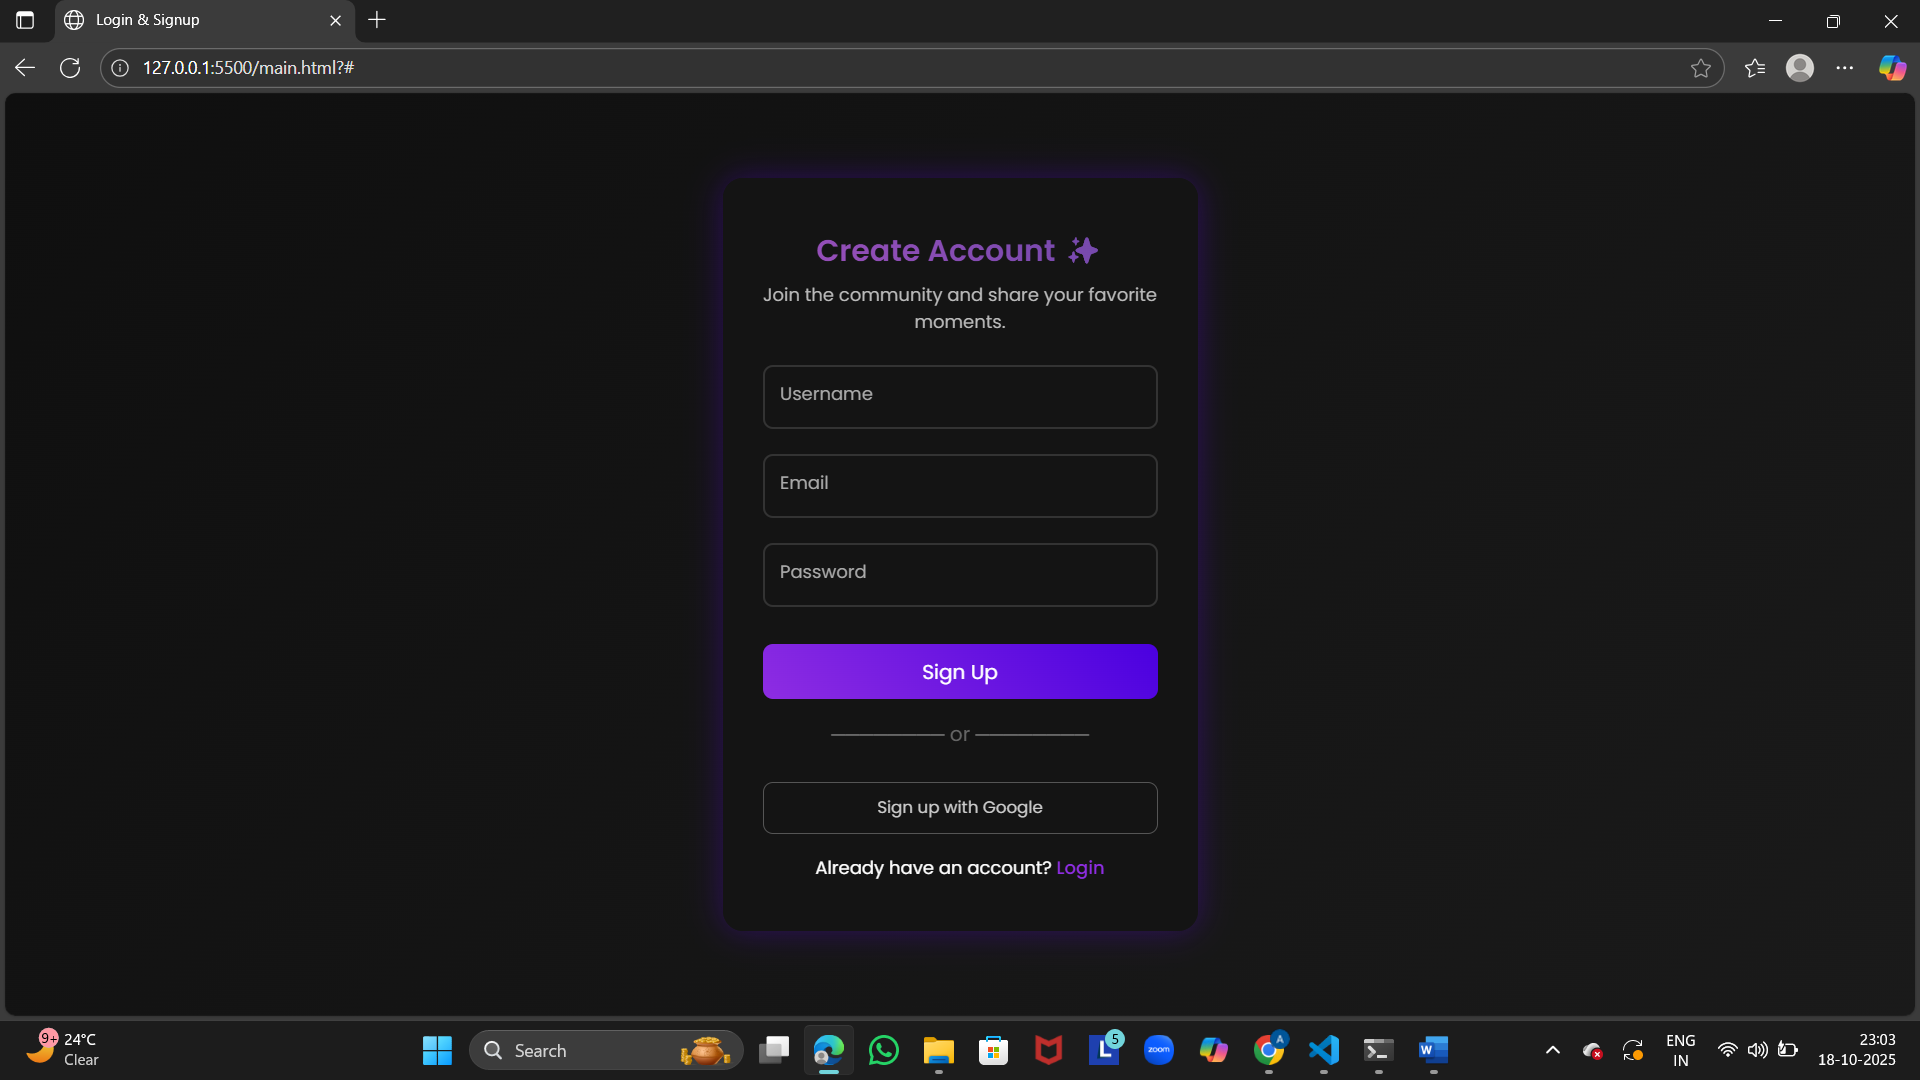 Login & Signup
127.0.0.1:5500/main.html?#
Create Account
Join the community and share your favorite
moments.
Username
Email
Password
Sign Up
or
Sign up with Google
Already have an account? Login
9+
24°C
Clear
Search
L
5
zoom
A
W
ENG
IN
23:03
18-10-2025